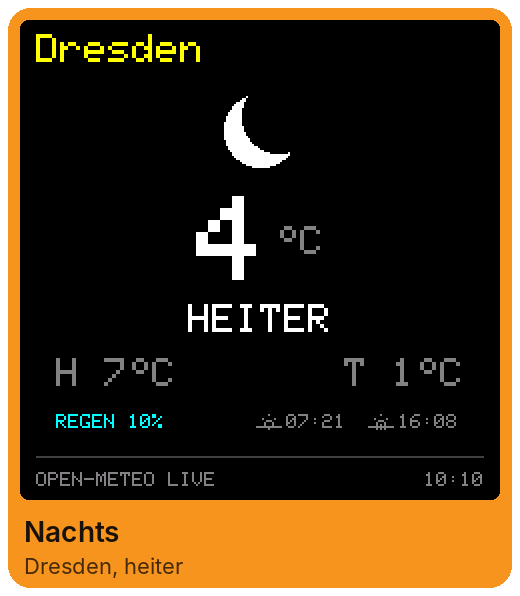 Dresden
4 °C
HEITER
H 7°C T 1°C
REGEN 10% 07:21 16:08
OPEN-METEO LIVE 10:10
Nachts
Dresden, heiter